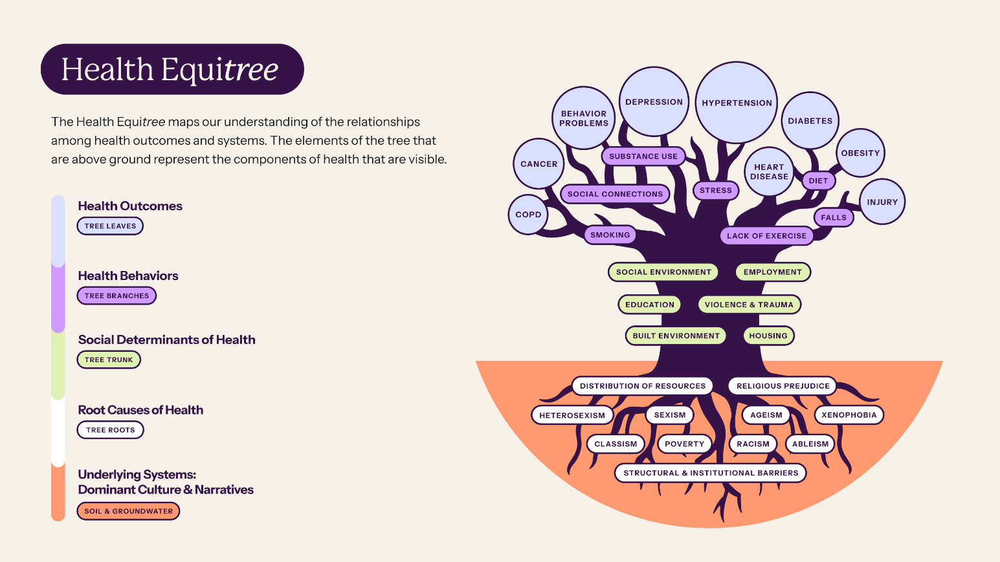 Health Equitree
The Health Equitree maps our understanding of the relationships
among health outcomes and systems. The elements of the tree that
are above ground represent the components of health that are visible.
Health Outcomes
TREE LEAVES
Health Behaviors
TREE BRANCHES
Social Determinants of Health
TREE TRUNK
Root Causes of Health
TREE ROOTS
Underlying Systems:
Dominant Culture & Narratives
SOIL & GROUNDWATER
DEPRESSION
HYPERTENSION
BEHAVIOR
PROBLEMS
DIABETES
CANCER
SUBSTANCE USE
OBESITY
HEART
DISEASE
DIET
SOCIAL CONNECTIONS
STRESS
INJURY
COPD
FALLS
SMOKING
LACK OF EXERCISE
SOCIAL ENVIRONMENT
EMPLOYMENT
EDUCATION
VIOLENCE & TRAUMA
BUILT ENVIRONMENT
HOUSING
DISTRIBUTION OF RESOURCES
RELIGIOUS PREJUDICE
HETEROSEXISM
SEXISM
AGEISM
XENOPHOBIA
CLASSISM
POVERTY
RACISM
ABLEISM
STRUCTURAL & INSTITUTIONAL BARRIERS